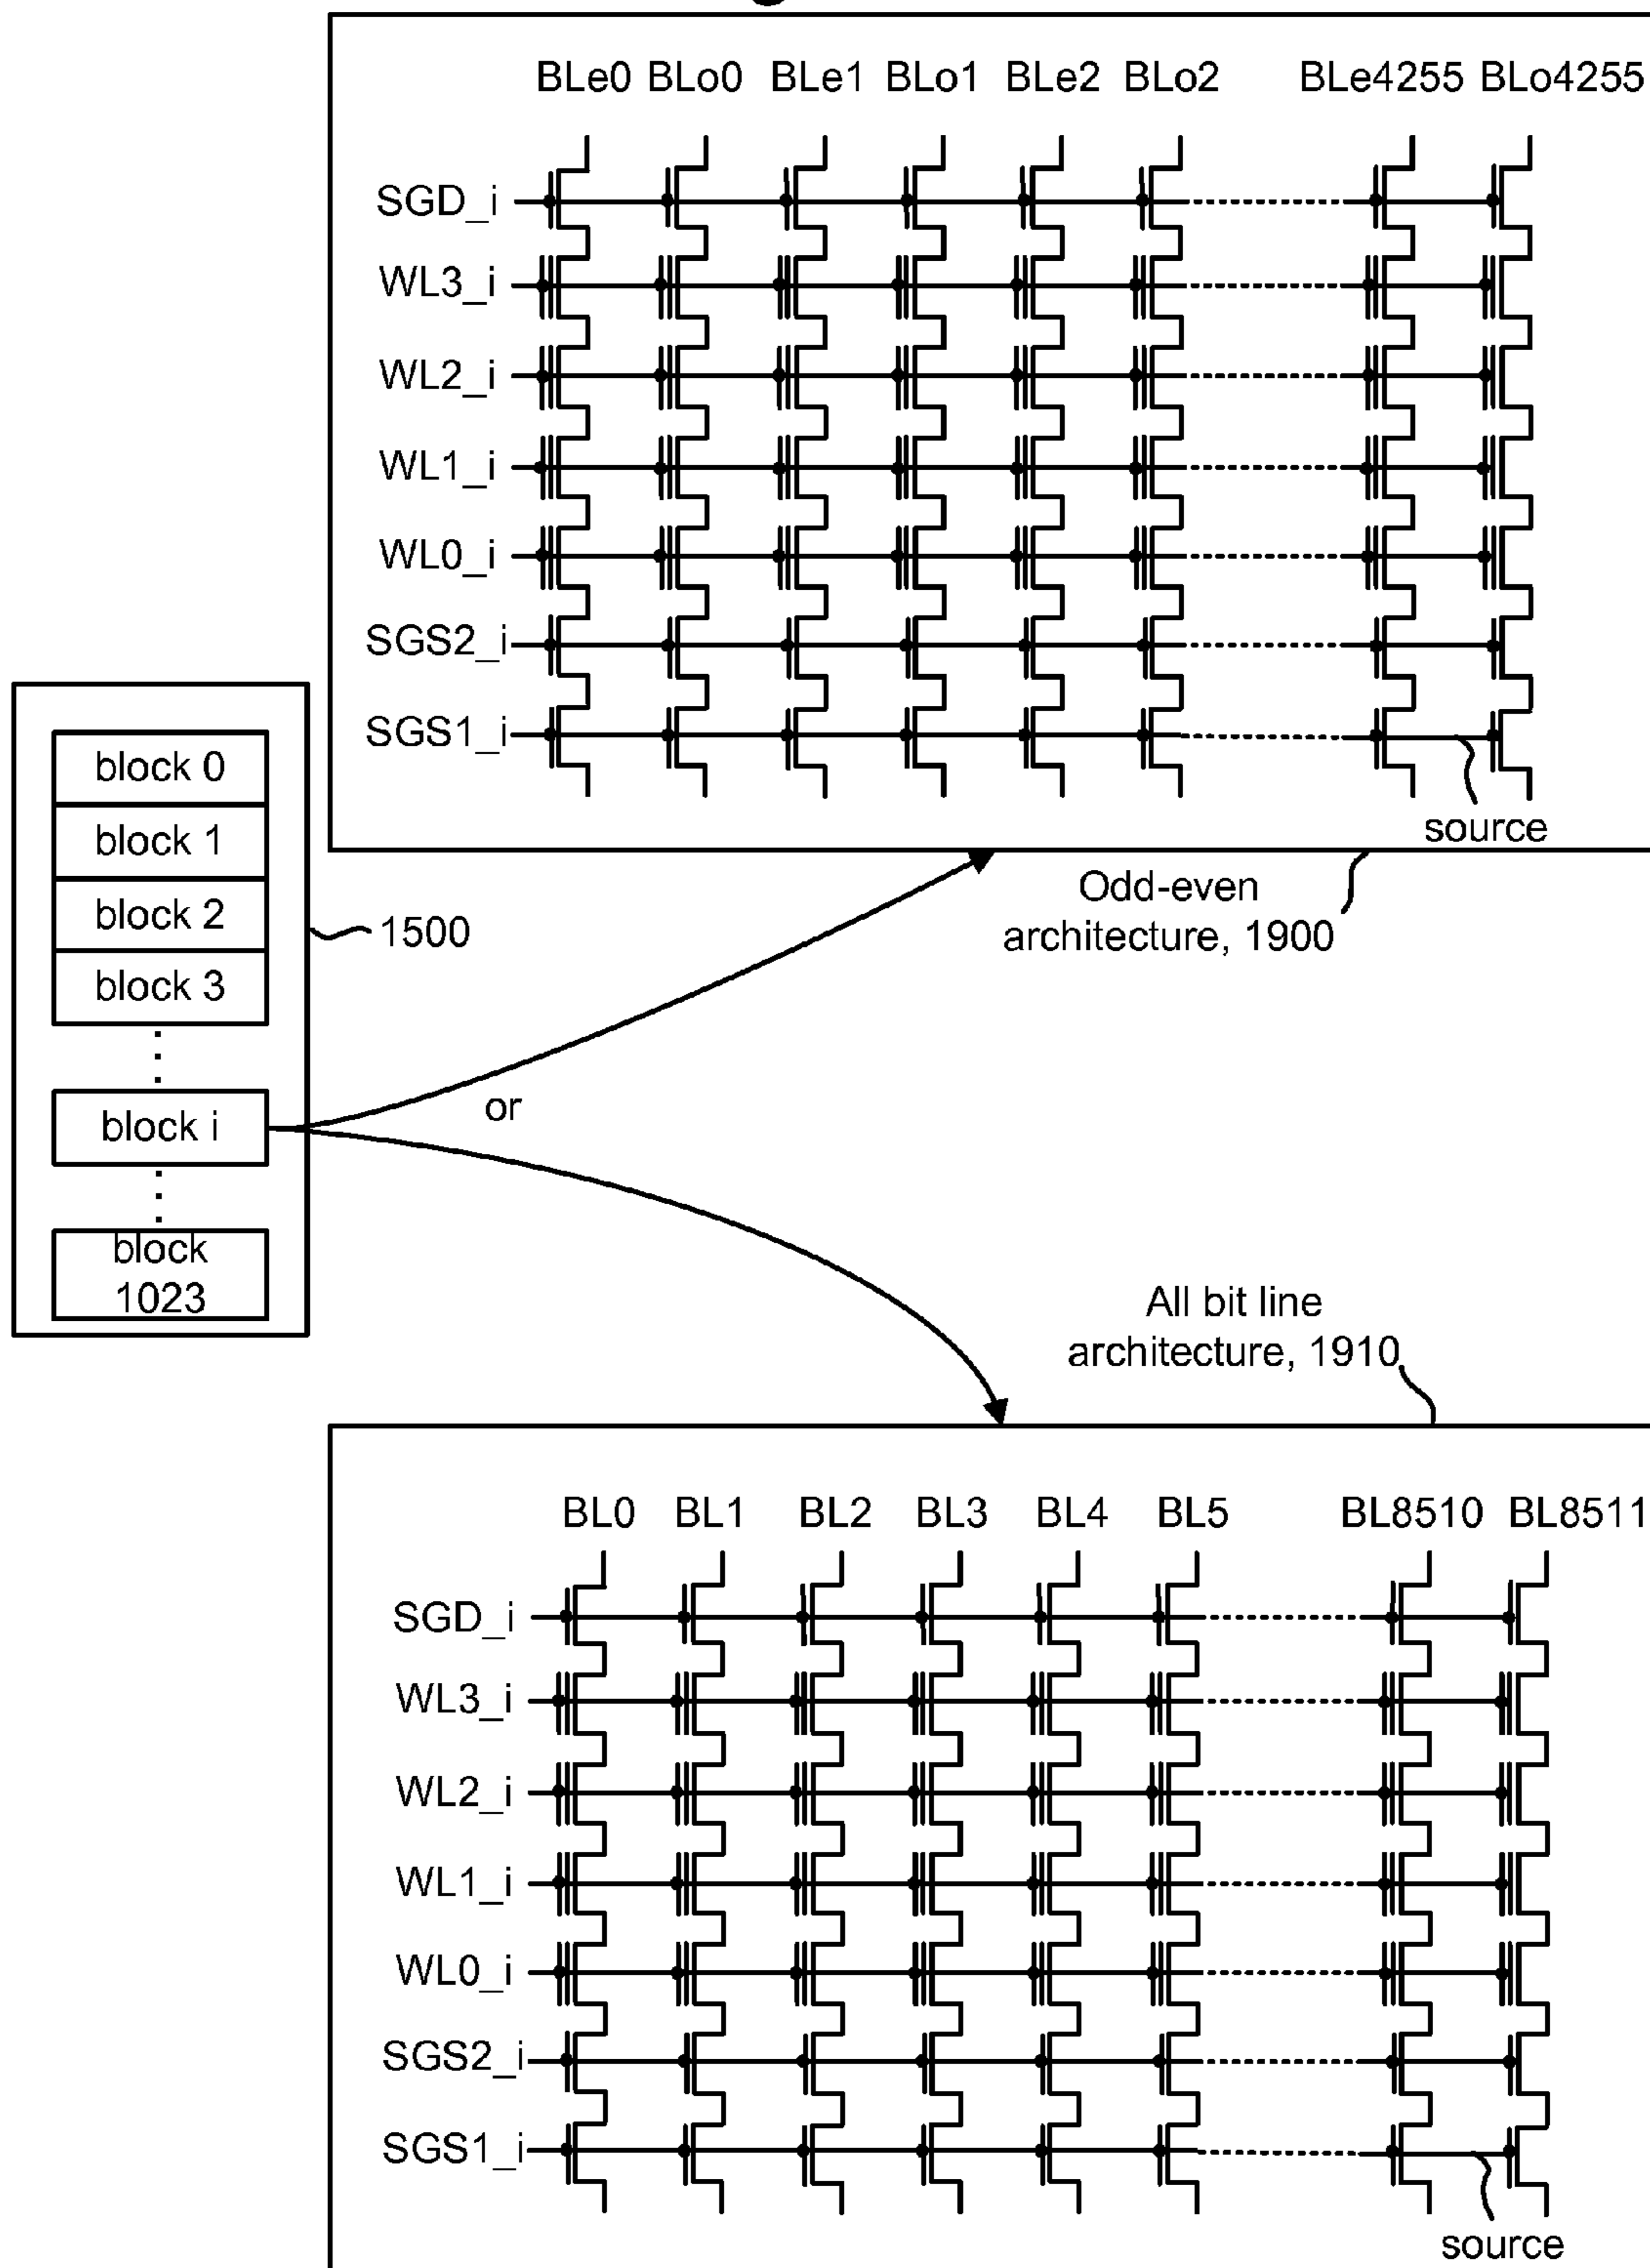 BLe0 BLo0 BLe1 BLo1 BLe2 BLo2 BLe4255 BLo4255
SGD_i
WL3_i
WL2_i
WL1_i
WL0_i
SGS2_i
SGS1_i
source
Odd-even
architecture, 1900
block 0
block 1
block 2
block 3
block i
block
1023
1500
or
All bit line
architecture, 1910
BL0 BL1 BL2 BL3 BL4 BL5 BL8510 BL8511
SGD_i
WL3_i
WL2_i
WL1_i
WL0_i
SGS2_i
SGS1_i
source